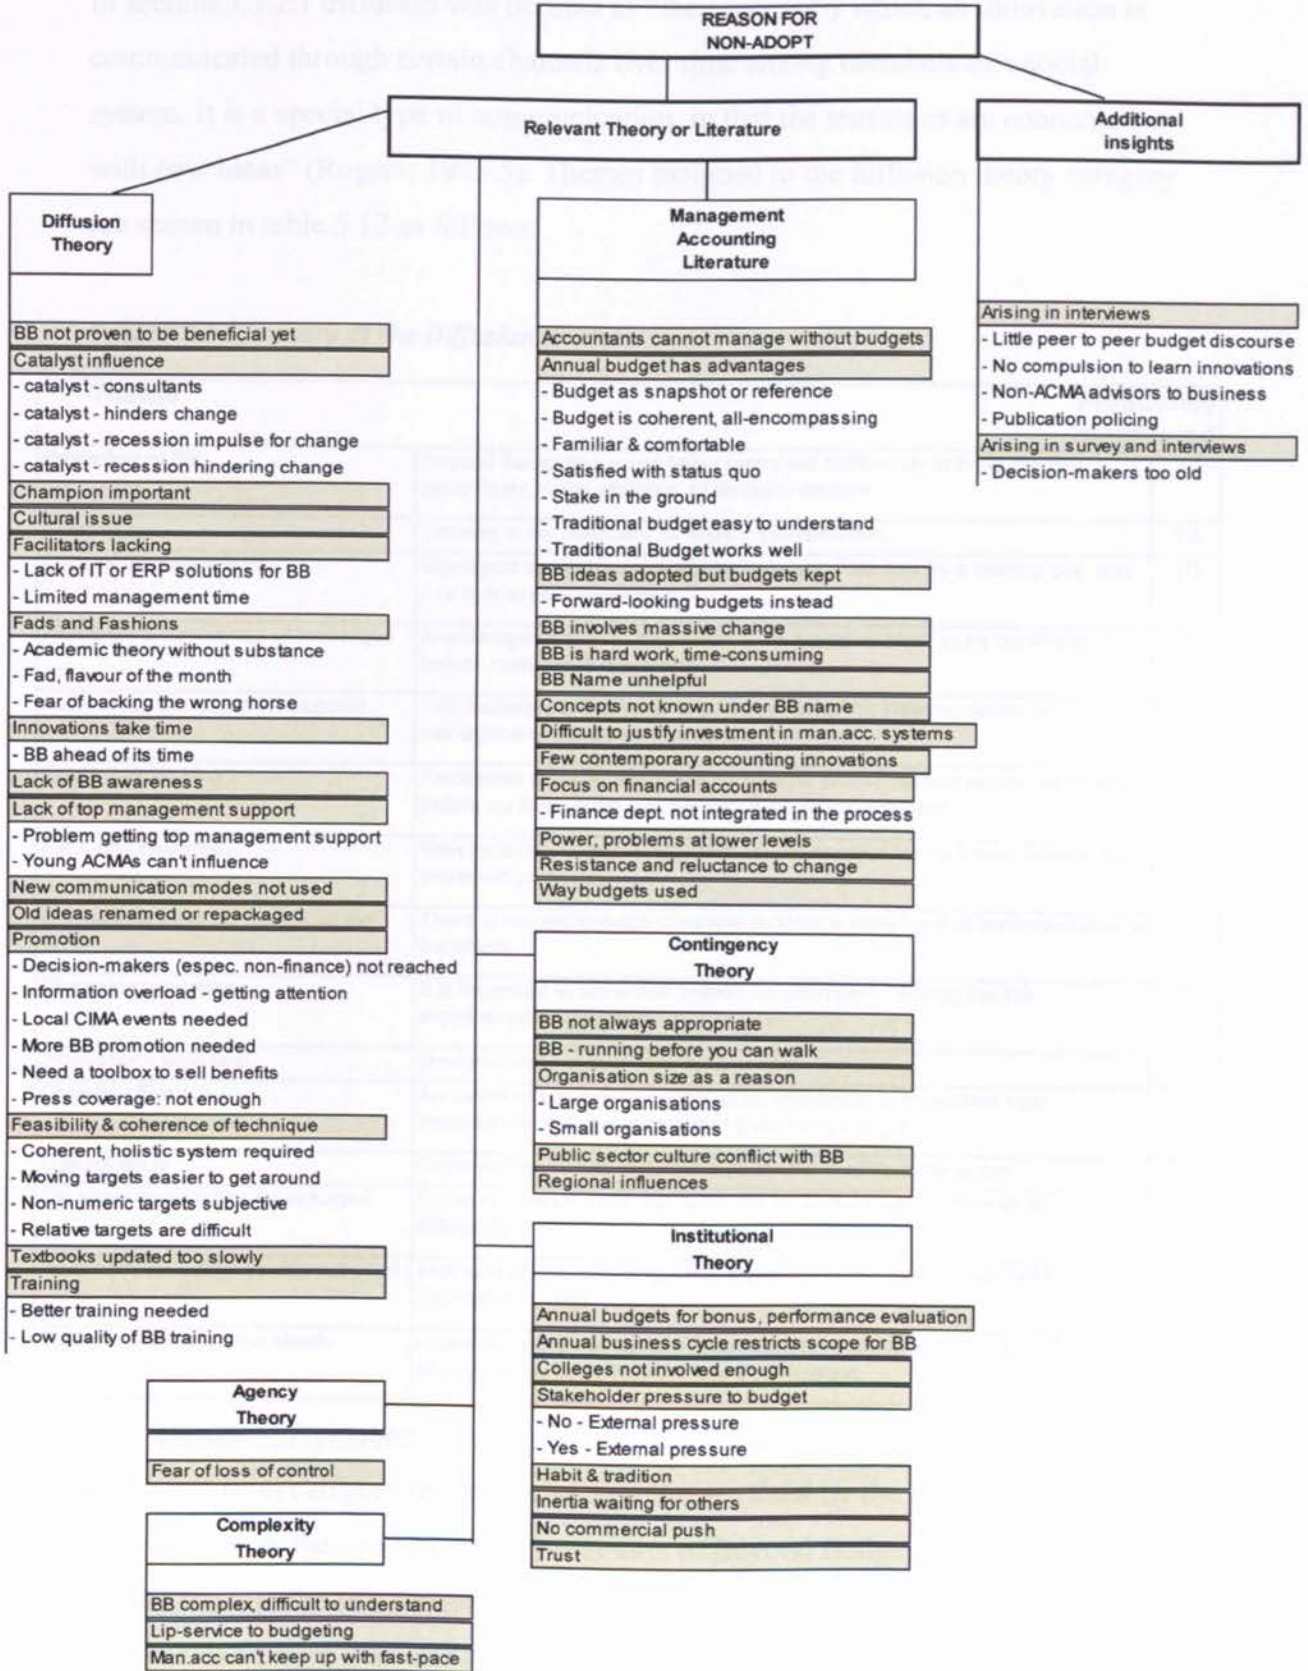 REASON FOR
NON-ADOPT
Relevant Theory or Literature
Additional
insights
Diffusion
Theory
BB not proven to be beneficial yet
Catalyst influence
- catalyst - consultants
- catalyst - hinders change
- catalyst - recession impulse for change
- catalyst - recession hindering change
Champion important
Cultural issue
Facilitators lacking
- Lack of IT or ERP solutions for BB
- Limited management time
Fads and Fashions
- Academic theory without substance
- Fad, flavour of the month
- Fear of backing the wrong horse
Innovations take time
- BB ahead of its time
Lack of BB awareness
Lack of top management support
- Problem getting top management support
- Young ACMAs can't influence
New communication modes not used
Old ideas renamed or repackaged
Promotion
- Decision-makers (espec. non-finance) not reached
- Information overload - getting attention
- Local CIMA events needed
- More BB promotion needed
- Need a toolbox to sell benefits
- Press coverage: not enough
Feasibility & coherence of technique
- Coherent, holistic system required
- Moving targets easier to get around
- Non-numeric targets subjective
- Relative targets are difficult
Textbooks updated too slowly
Training
- Better training needed
- Low quality of BB training
Management
Accounting
Literature
Accountants cannot manage without budgets
Annual budget has advantages
- Budget as snapshot or reference
- Budget is coherent, all-encompassing
- Familiar & comfortable
- Satisfied with status quo
- Stake in the ground
- Traditional budget easy to understand
- Traditional Budget works well
BB ideas adopted but budgets kept
- Forward-looking budgets instead
BB involves massive change
BB is hard work, time-consuming
BB Name unhelpful
Concepts not known under BB name
Difficult to justify investment in man.acc. systems
Few contemporary accounting innovations
Focus on financial accounts
- Finance dept. not integrated in the process
Power, problems at lower levels
Resistance and reluctance to change
Way budgets used
Arising in interviews
- Little peer to peer budget discourse
- No compulsion to learn innovations
- Non-ACMA advisors to business
- Publication policing
Arising in survey and interviews
- Decision-makers too old
Contingency
Theory
BB not always appropriate
BB - running before you can walk
Organisation size as a reason
- Large organisations
- Small organisations
Public sector culture conflict with BB
Regional influences
Institutional
Theory
Annual budgets for bonus, performance evaluation
Annual business cycle restricts scope for BB
Colleges not involved enough
Stakeholder pressure to budget
- No - External pressure
- Yes - External pressure
Habit & tradition
Inertia waiting for others
No commercial push
Trust
Agency
Theory
Fear of loss of control
Complexity
Theory
BB complex, difficult to understand
Lip-service to budgeting
Man.acc can't keep up with fast-pace